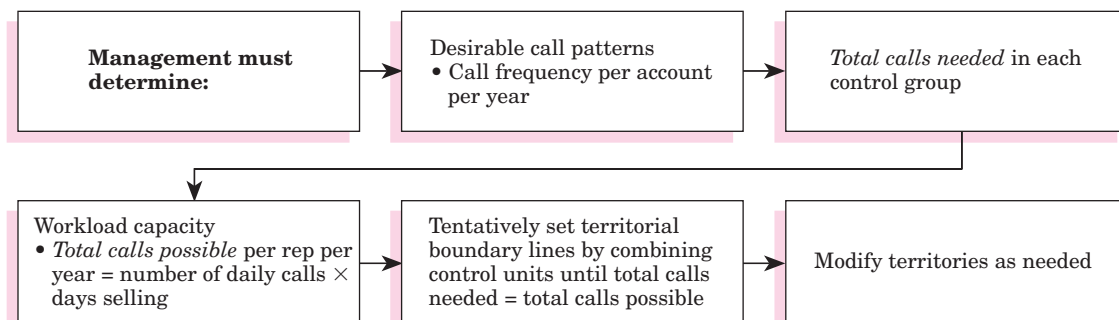 Management must
determine:
Desirable call patterns
• Call frequency per account
per year
Total calls needed in each
control group
Workload capacity
• Total calls possible per rep per
year = number of daily calls ×
days selling
Tentatively set territorial
boundary lines by combining
control units until total calls
needed = total calls possible
Modify territories as needed